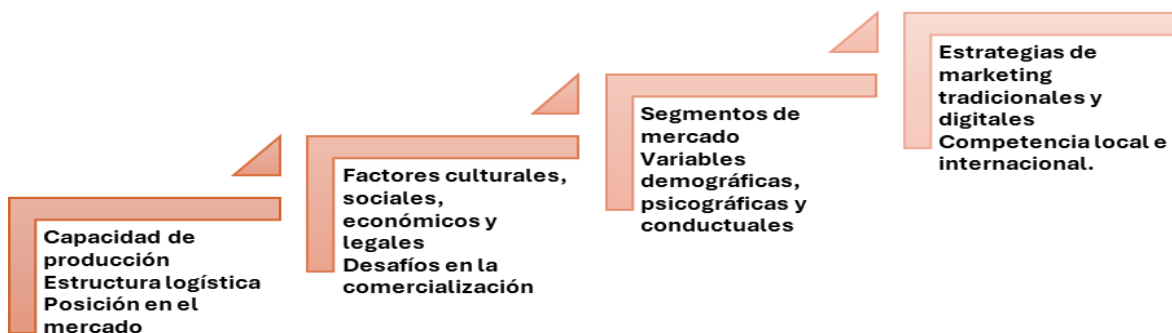 Capacidad de
producción
Estructura logística
Posición en el
mercado
Factores culturales,
sociales,
económicos y
legales
Desafíos en la
comercialización
Segmentos de
mercado
Variables
demográficas,
psicográficas y
conductuales
Estrategias de
marketing
tradicionales y
digitales
Competencia local e
internacional.